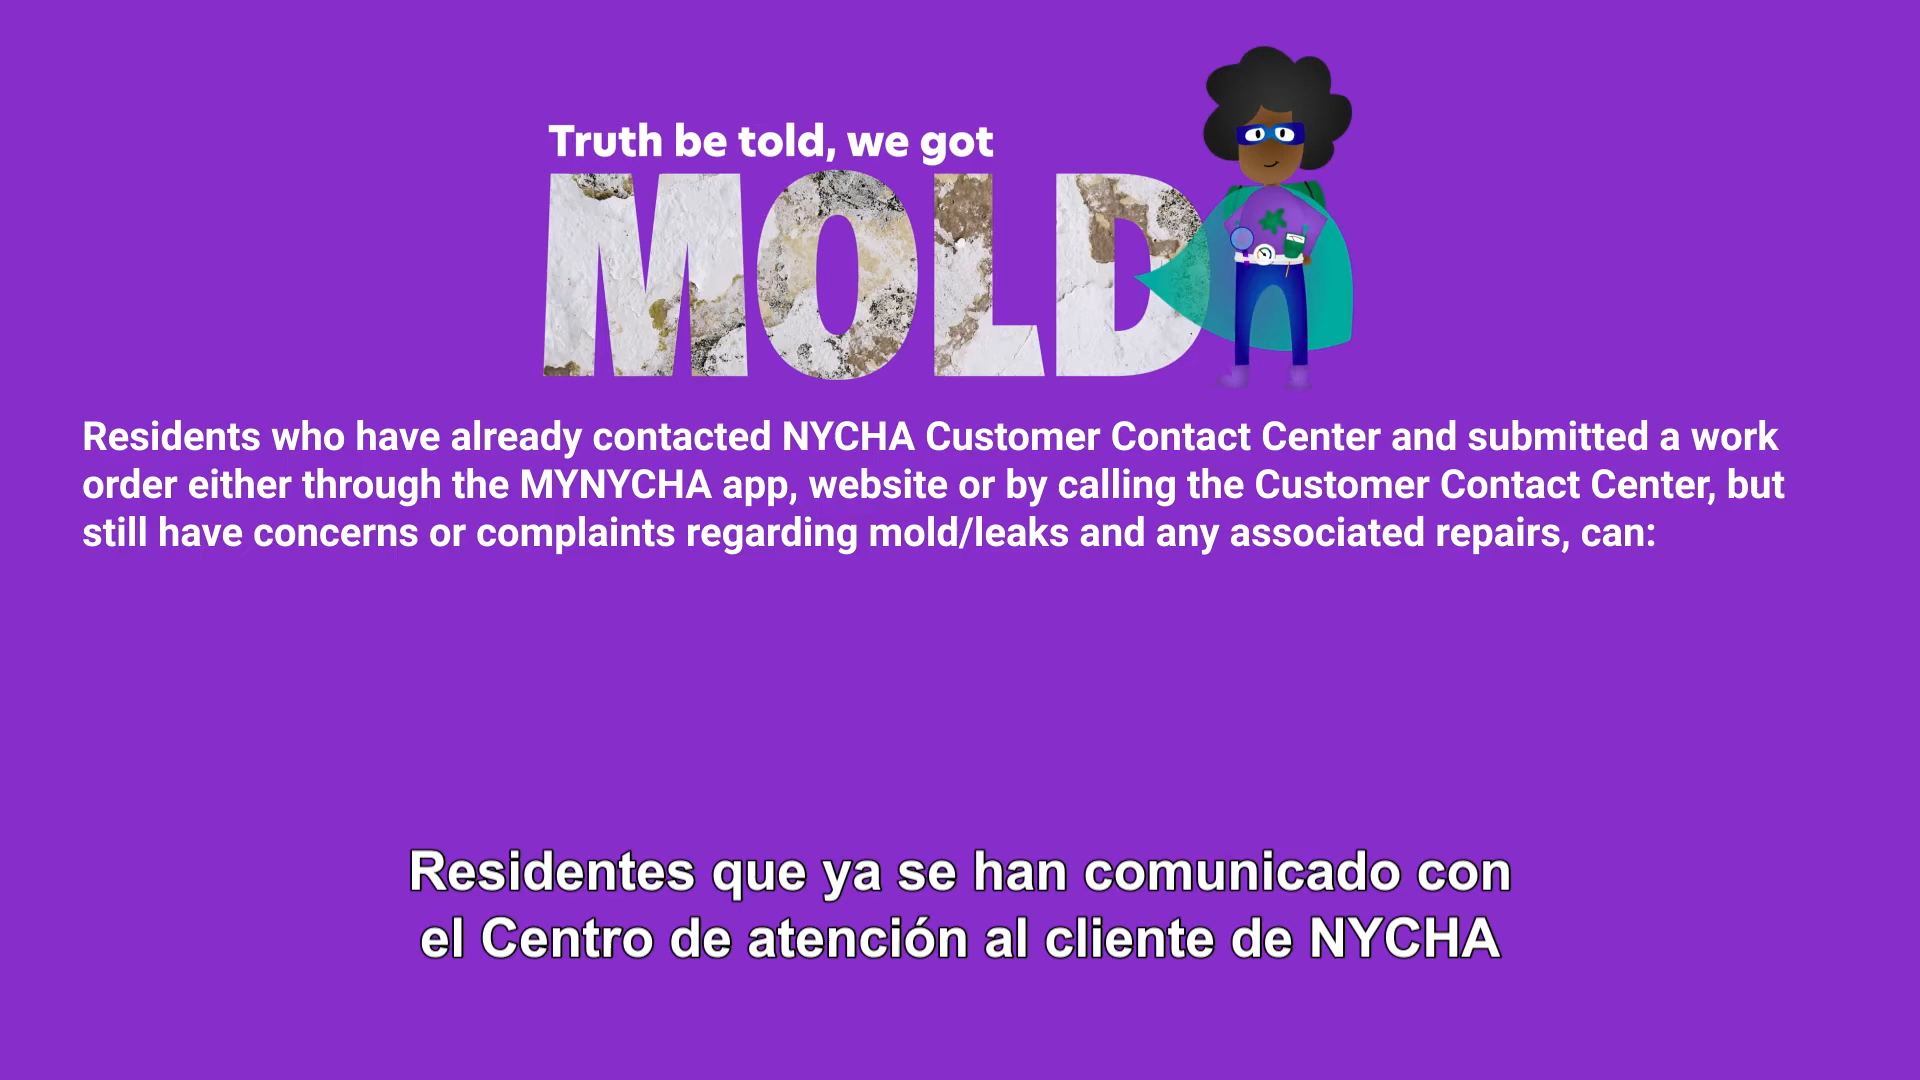 Truth be told, we got
MOLD
Residents who have already contacted NYCHA Customer Contact Center and submitted a work
order either through the MYNYCHA app, website or by calling the Customer Contact Center, but
still have concerns or complaints regarding mold/leaks and any associated repairs, can:
Residentes que ya se han comunicado con
el Centro de atención al cliente de NYCHA